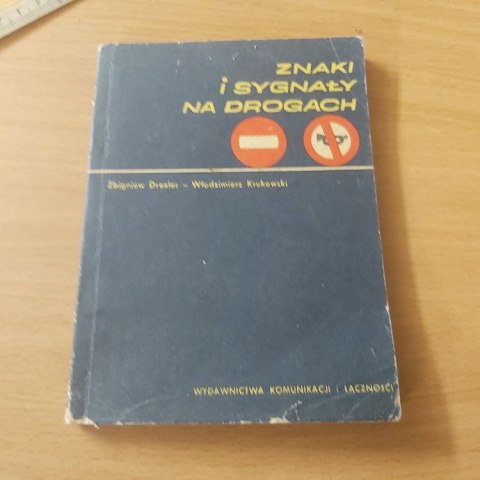 ZNAKI
i SYGNAŁY
NA DROGACH
Zbigniew Drexler – Włodzimierz Krukowski
WYDAWNICTWA KOMUNIKACJI i ŁĄCZNOŚCI